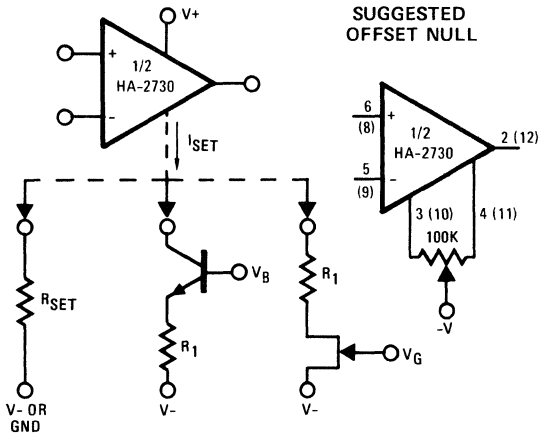 SUGGESTED
OFFSET NULL
V+
+
1/2
HA-2730
-
ISET
6
(8)
+
1/2
HA-2730
2 (12)
5
(9)
-
3 (10)
4 (11)
100K
-V
RSET
V- OR
GND
VB
R1
V-
R1
VG
V-